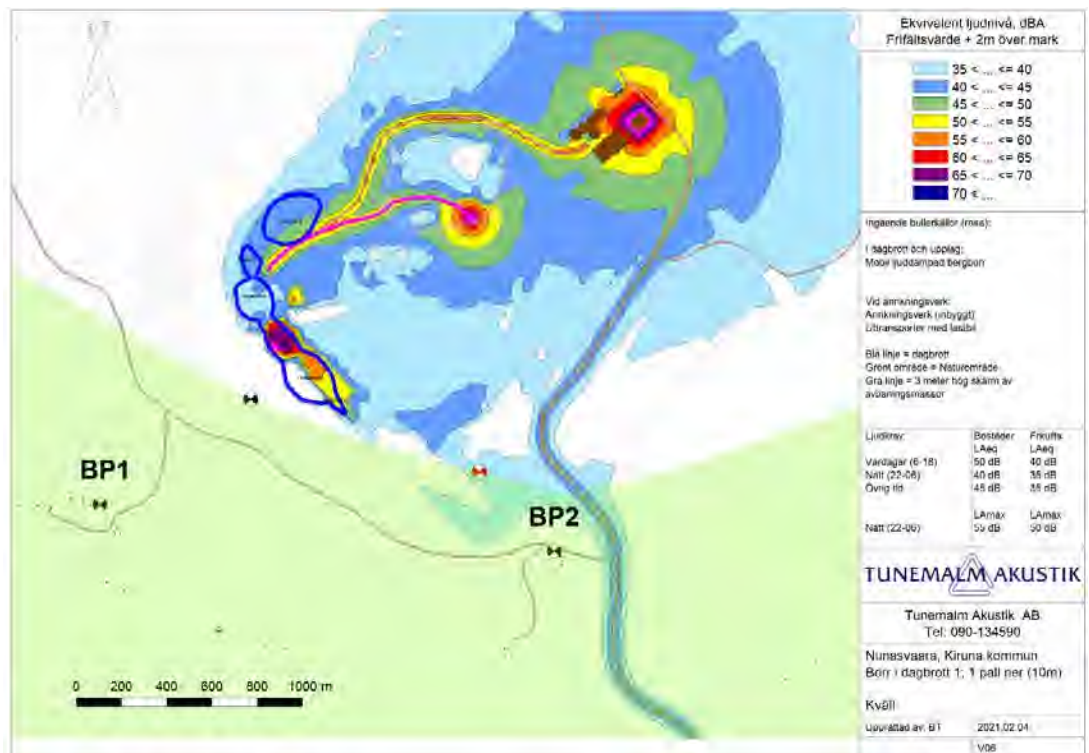 Ekvivalent ljudnivå, dBA
Frifältsvärde + 2m över mark
35 < ... <= 40
40 < ... <= 45
45 < ... <= 50
50 < ... <= 55
55 < ... <= 60
60 < ... <= 65
65 < ... <= 70
70 < ...
Ingående bullerkällor
I dagbrott och upplag:
Mobil ljuddämpad bergborr
Vid anrikningsverk:
Anrikningsverk (inbyggt)
Uttransporter med lastbil
Blå linje = dagbrott
Grönt område = Naturområde
Grå linje = 3 meter hög skärm av
avbaningsmassor
Ljudkrav: Bostäder Frilufts
LAeq LAeq
Vardagar (6-18) 50 dB 40 dB
Natt (22-06) 40 dB 35 dB
Övrig tid 45 dB 35 dB
LAmax LAmax
Natt (22-06) 55 dB 50 dB
TUNEMALM AKUSTIK
Tunemalm Akustik AB
Tel: 090-134590
Nunasvaara, Kiruna kommun
Borr i dagbrott 1; 1 pall ner (10m)
Kväll
Upprättad av: BT 2021.02.04
V06
BP1
BP2
0 200 400 600 800 1000 m